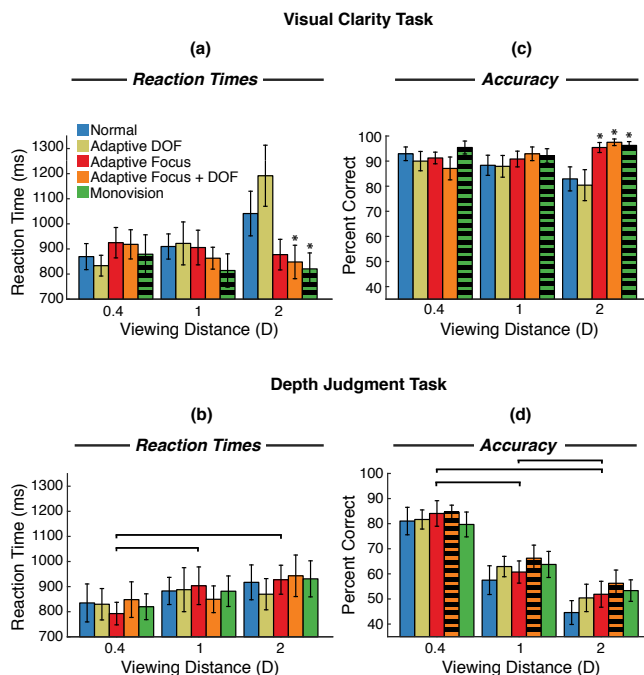 Visual Clarity Task
(a)
Reaction Times
Normal
Adaptive DOF
Adaptive Focus
Adaptive Focus + DOF
Monovision
Reaction Time (ms)
1300
1200
1100
1000
900
800
700
0.4
1
2
Viewing Distance (D)
* *
(c)
Accuracy
Percent Correct
100
90
80
70
60
50
40
0.4
1
2
Viewing Distance (D)
* * *
Depth Judgment Task
(b)
Reaction Times
Reaction Time (ms)
1300
1200
1100
1000
900
800
700
0.4
1
2
Viewing Distance (D)
(d)
Accuracy
Percent Correct
100
90
80
70
60
50
40
0.4
1
2
Viewing Distance (D)